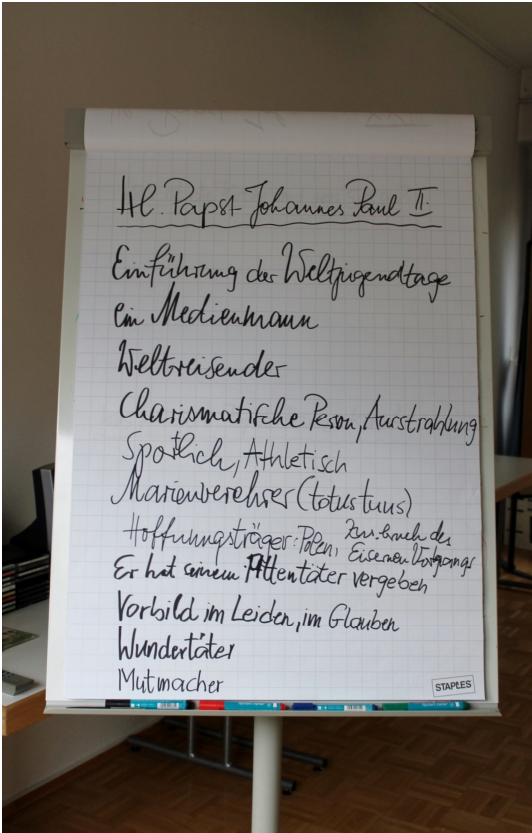 Hl. Papst Johannes Paul II.
Einführung der Weltjugendtage
ein Medienmann
Weltreisender
Charismatische Person, Ausstrahlung
Sportlich, Athletisch
Marienverehrer (totus tuus)
Hoffnungsträger: Polen,
des
Eisernen Vorhangs
Er hat seinem Attentäter vergeben
Vorbild im Leiden, im Glauben
Wundertäter
Mutmacher
STAPLES